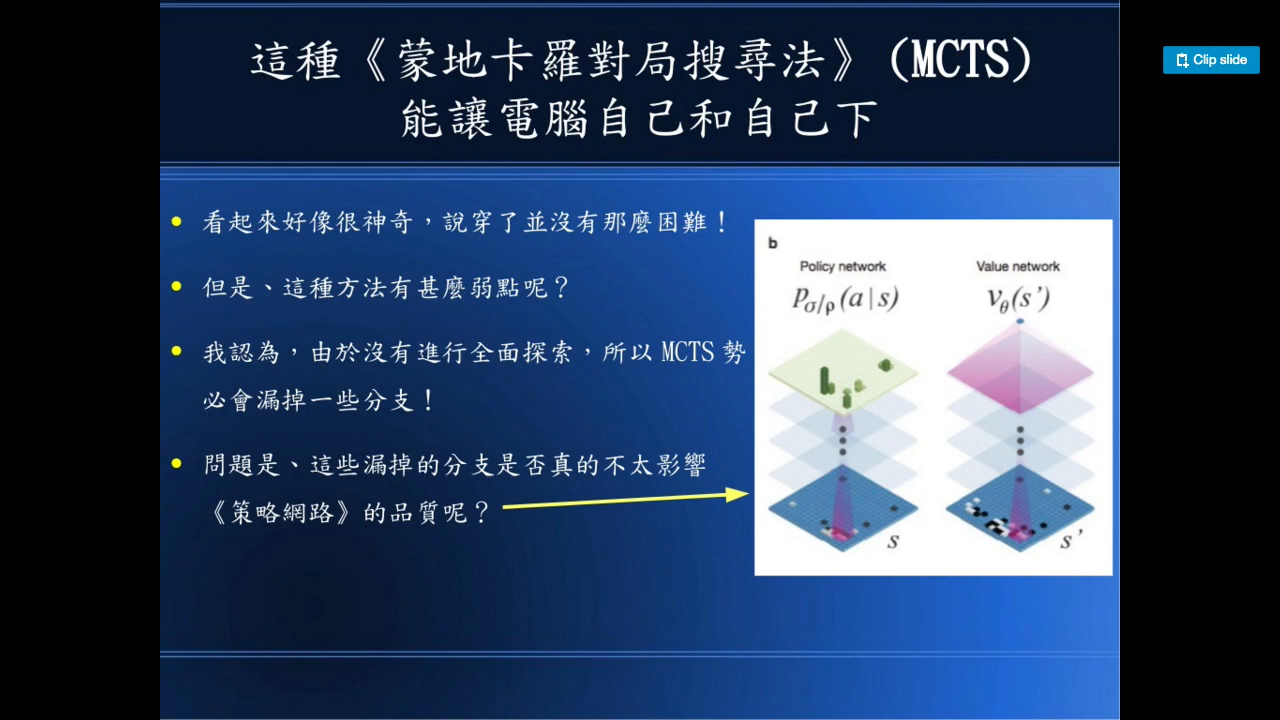 這種《蒙地卡羅對局搜尋法》(MCTS)
能讓電腦自己和自己下
Clip slide
看起來好像很神奇，說穿了並沒有那麼困難！
但是、這種方法有甚麼弱點呢？
我認為，由於沒有進行全面探索，所以 MCTS 勢
必會漏掉一些分支！
問題是、這些漏掉的分支是否真的不太影響
《策略網路》的品質呢？
b
Policy network Value network
pσ/ρ(a|s) vθ(s’)
s s’